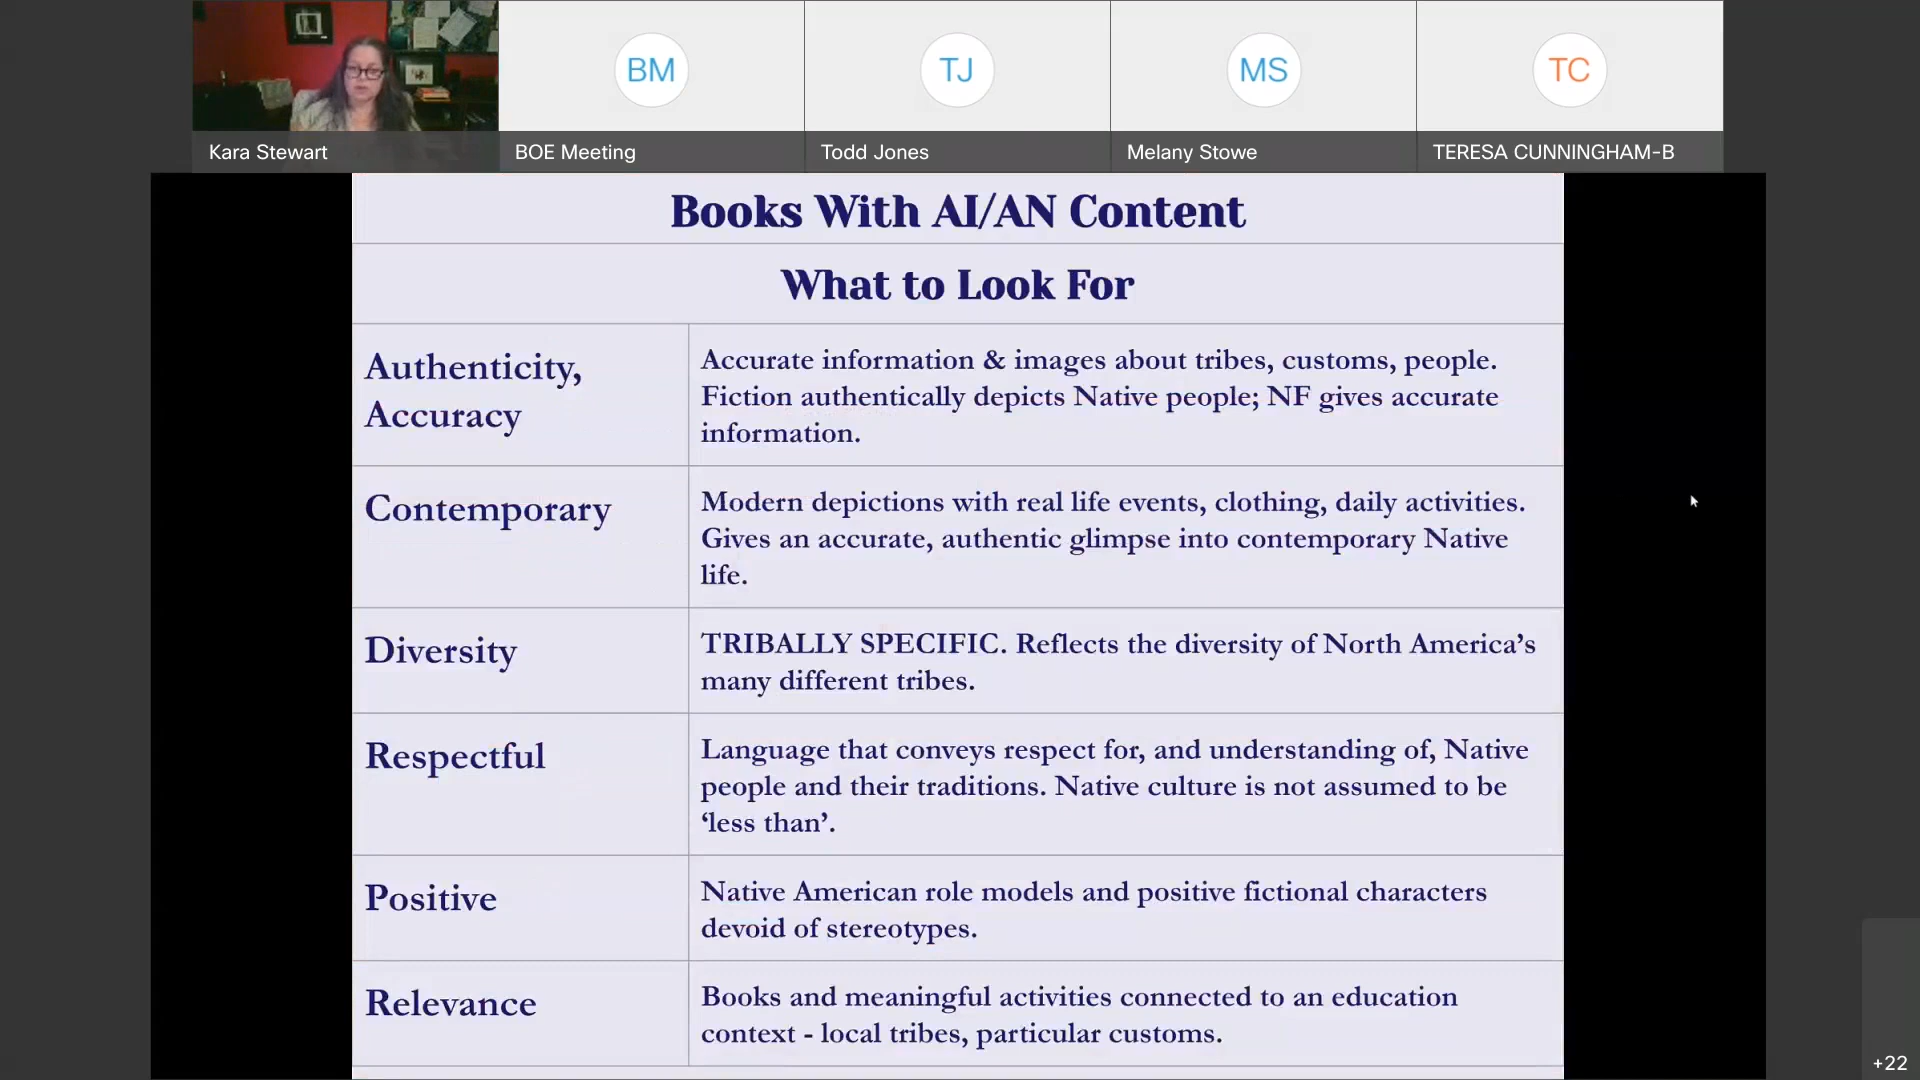 BM
TJ
MS
TC
Kara Stewart
BOE Meeting
Todd Jones
Melany Stowe
TERESA CUNNINGHAM-B
Books With AI/AN Content
What to Look For
Authenticity,
Accuracy
Accurate information & images about tribes, customs, people.
Fiction authentically depicts Native people; NF gives accurate
information.
Contemporary
Modern depictions with real life events, clothing, daily activities.
Gives an accurate, authentic glimpse into contemporary Native
life.
Diversity
TRIBALLY SPECIFIC. Reflects the diversity of North America’s
many different tribes.
Respectful
Language that conveys respect for, and understanding of, Native
people and their traditions. Native culture is not assumed to be
‘less than’.
Positive
Native American role models and positive fictional characters
devoid of stereotypes.
Relevance
Books and meaningful activities connected to an education
context - local tribes, particular customs.
+22